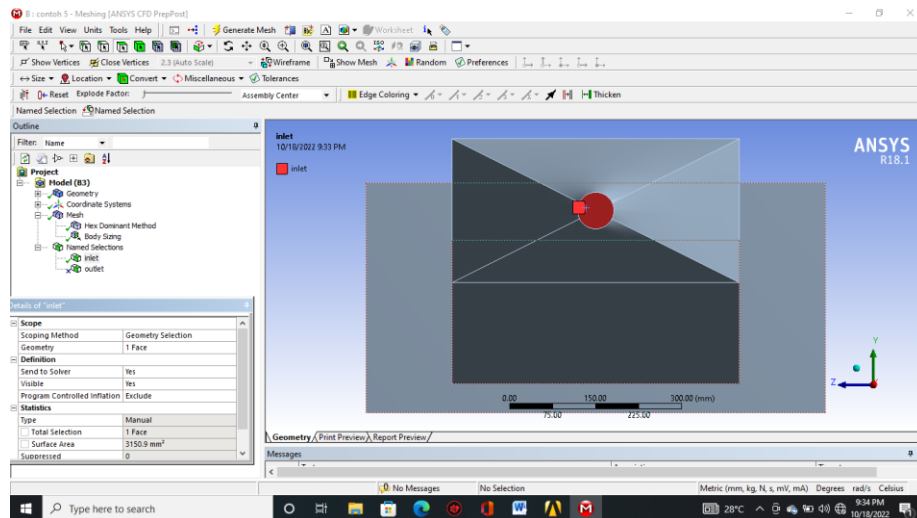 B : contoh 5 - Meshing [ANSYS CFD PrepPost]
File Edit View Units Tools Help Generate Mesh Worksheet
Show Vertices Close Vertices 2.3 (Auto Scale) Wireframe Show Mesh Random Preferences
Size Location Convert Miscellaneous Tolerances
Reset Explode Factor: Assembly Center Edge Coloring Thicken
Named Selection Named Selection
Outline
Filter: Name
Project
Model (B3)
Geometry
Coordinate Systems
Mesh
Hex Dominant Method
Body Sizing
Named Selections
inlet
outlet
Details of "inlet"
Scope
Scoping Method Geometry Selection
Geometry 1 Face
Definition
Send to Solver Yes
Visible Yes
Program Controlled Inflation Exclude
Statistics
Type Manual
Total Selection 1 Face
Surface Area 3150.9 mm²
Suppressed 0
inlet
10/18/2022 9:33 PM
inlet
ANSYS
R18.1
Y
Z
0.00 150.00 300.00 (mm)
75.00 225.00
Geometry Print Preview Report Preview
Messages
No Messages No Selection Metric (mm, kg, N, s, mV, mA) Degrees rad/s Celsius
Type here to search
28°C
9:34 PM
10/18/2022